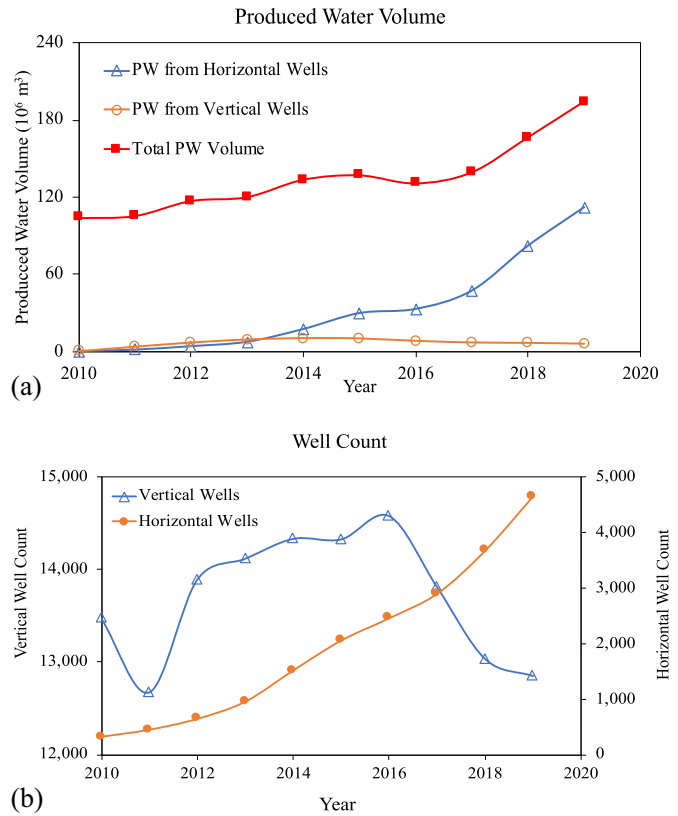 Produced Water Volume
240
180
120
60
0
Producced Water Volume (10⁶ m³)
PW from Horizontal Wells
PW from Vertical Wells
Total PW Volume
2010 2012 2014 2016 2018 2020
Year
(a)
Well Count
15,000
14,000
13,000
12,000
Vertical Well Count
Vertical Wells
Horizontal Wells
5,000
4,000
3,000
2,000
1,000
0
Horizontal Well Count
2010 2012 2014 2016 2018 2020
Year
(b)